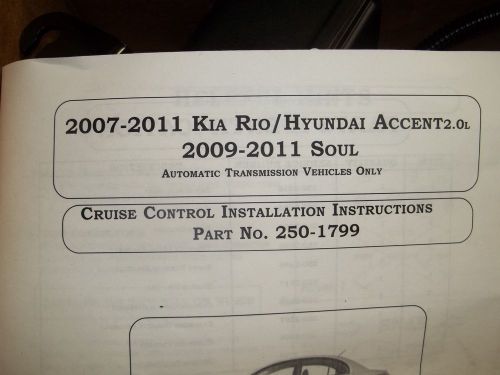 2007-2011 KIA RIO/HYUNDAI ACCENT2.0L
2009-2011 SOUL
AUTOMATIC TRANSMISSION VEHICLES ONLY
CRUISE CONTROL INSTALLATION INSTRUCTIONS
PART NO. 250-1799